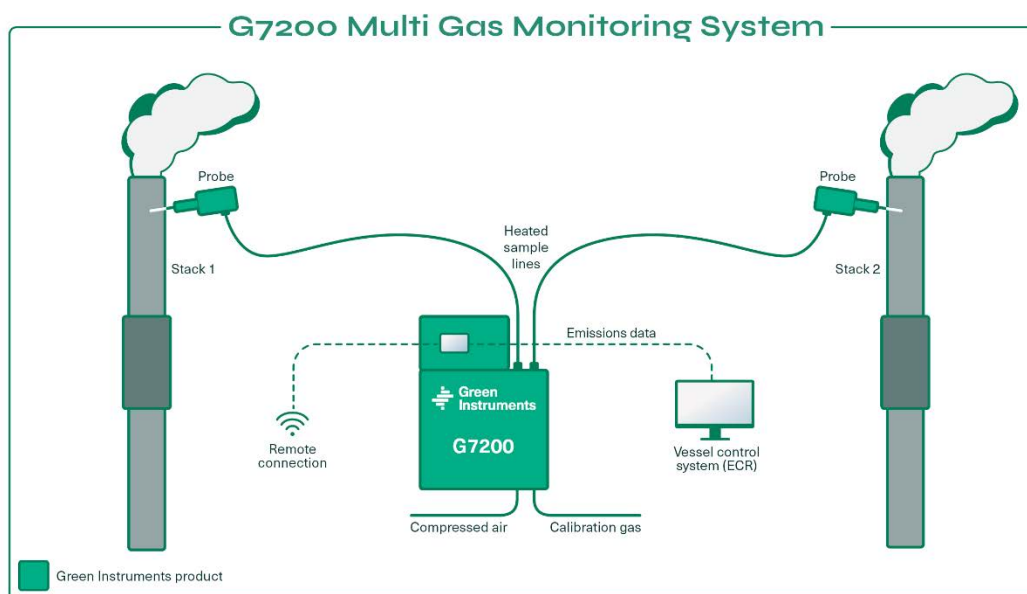 G7200 Multi Gas Monitoring System
Probe
Probe
Heated
sample
lines
Stack 1
Stack 2
Emissions data
Green
Instruments
G7200
Remote
connection
Vessel control
system (ECR)
Compressed air
Calibration gas
Green Instruments product